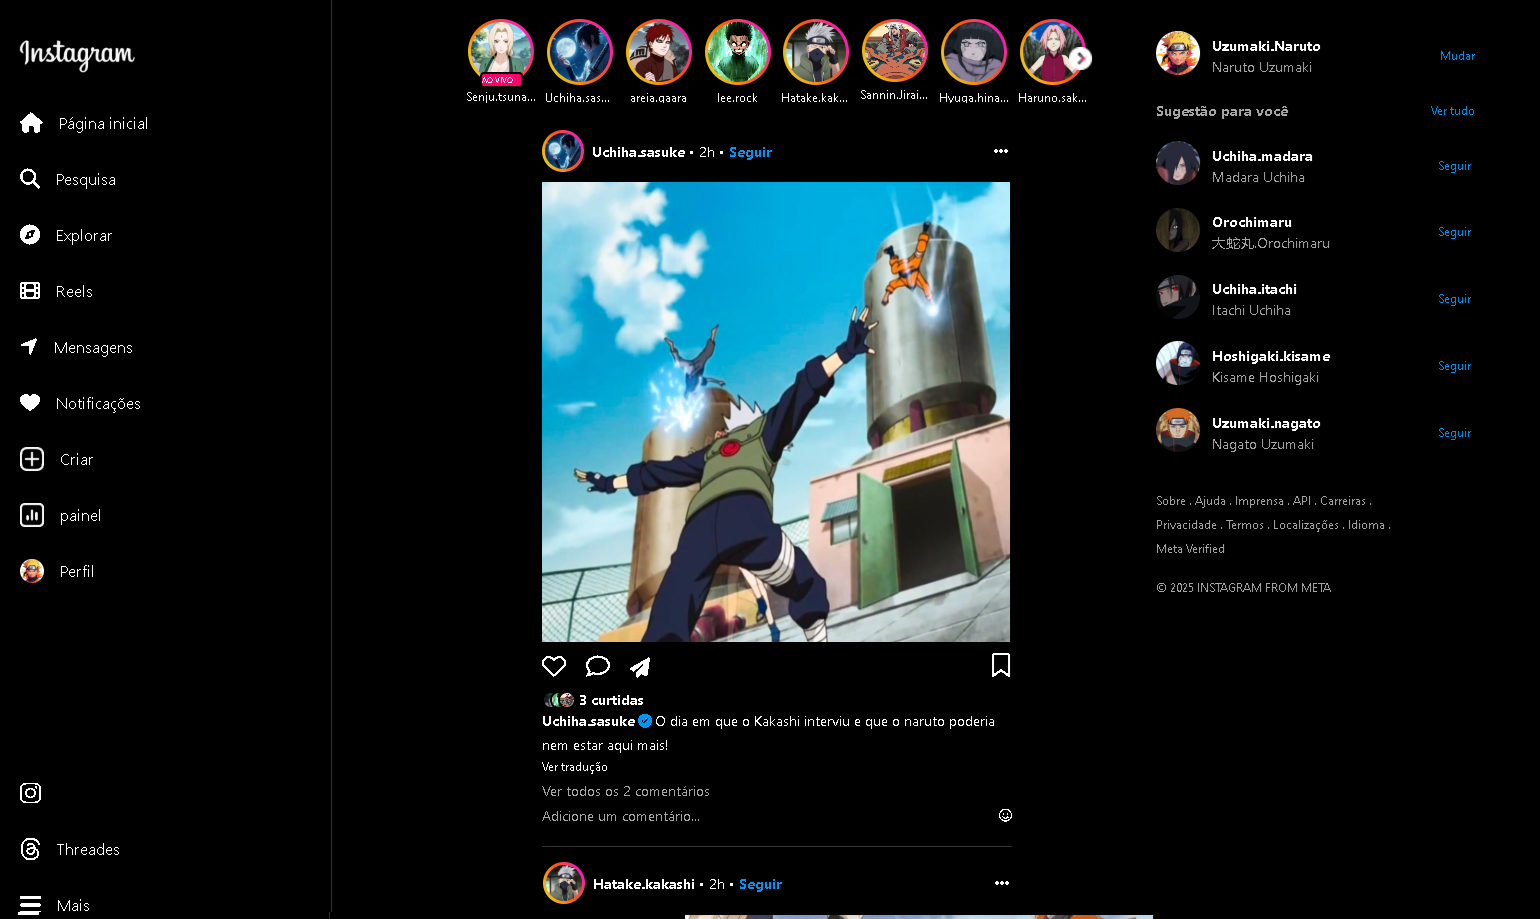 Instagram
Página inicial
Pesquisa
Explorar
Reels
Mensagens
Notificações
Criar
painel
Perfil
Threades
Mais
AO VIVO
Senju.tsuna...
Uchiha.sas...
areia.gaara
lee.rock
Hatake.kak...
Sannin.Jirai...
Hyuga.hina...
Haruno.sak...
Uchiha.sasuke • 2h • Seguir
3 curtidas
Uchiha.sasuke O dia em que o Kakashi interviu e que o naruto poderia
nem estar aqui mais!
Ver tradução
Ver todos os 2 comentários
Adicione um comentário...
Hatake.kakashi • 2h • Seguir
Uzumaki.Naruto
Naruto Uzumaki
Mudar
Sugestão para você
Ver tudo
Uchiha.madara
Madara Uchiha
Seguir
Orochimaru
大蛇丸.Orochimaru
Seguir
Uchiha.itachi
Itachi Uchiha
Seguir
Hoshigaki.kisame
Kisame Hoshigaki
Seguir
Uzumaki.nagato
Nagato Uzumaki
Seguir
Sobre . Ajuda . Imprensa . API . Carreiras .
Privacidade . Termos . Localizações . Idioma .
Meta Verified
© 2025 INSTAGRAM FROM META